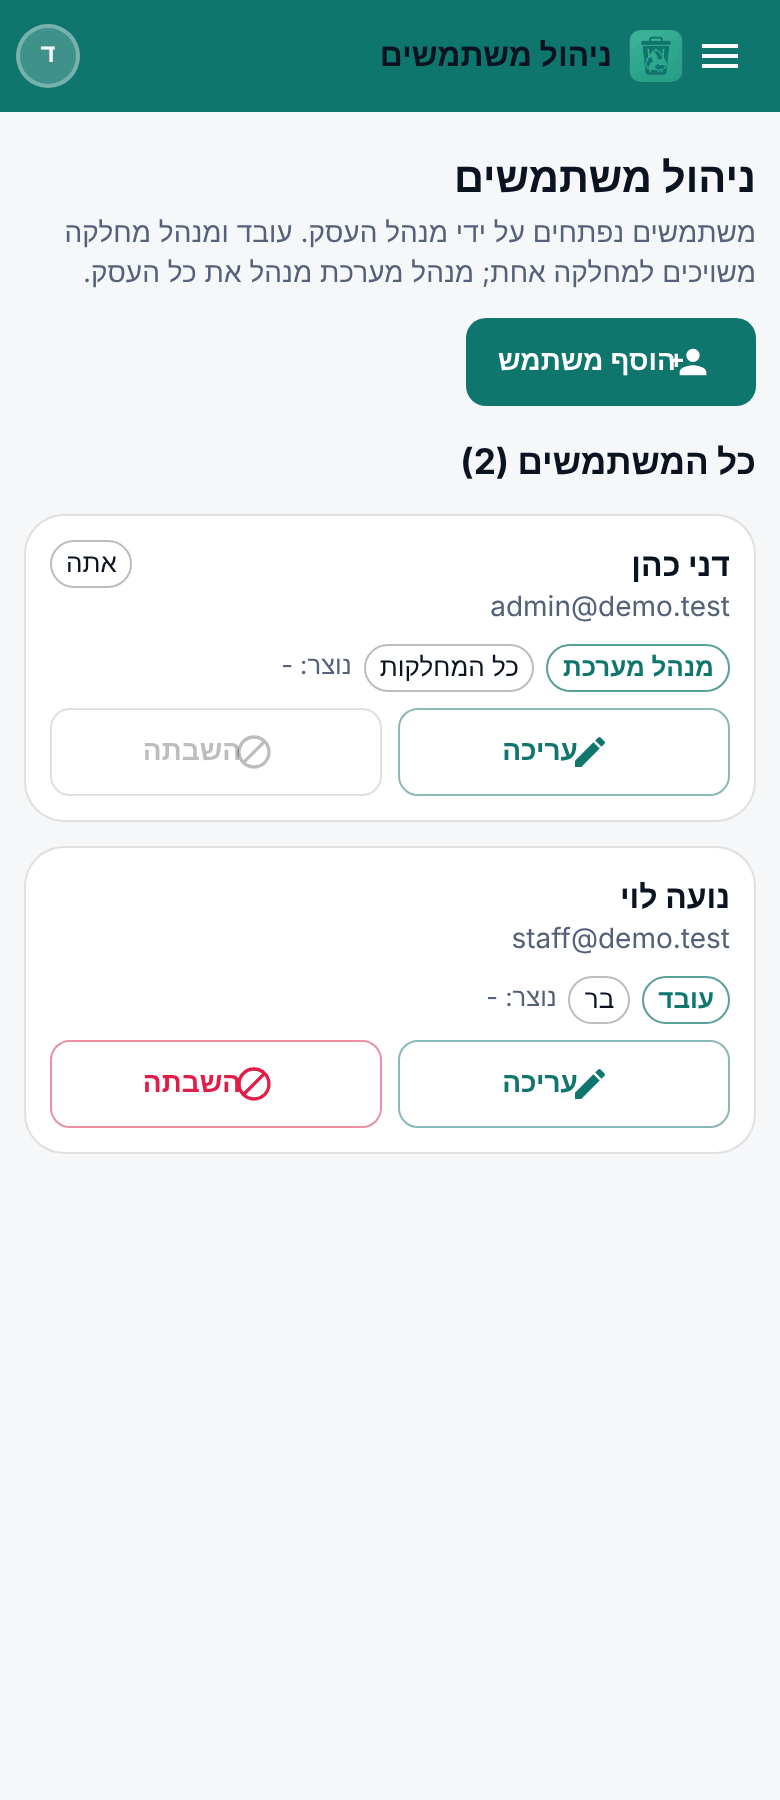 ניהול משתמשים
ד
ניהול משתמשים
משתמשים נפתחים על ידי מנהל העסק. עובד ומנהל מחלקה
משויכים למחלקה אחת; מנהל מערכת מנהל את כל העסק.
הוסף משתמש
כל המשתמשים (2)
דני כהן
אתה
admin@demo.test
מנהל מערכת
כל המחלקות
נוצר: -
עריכה
השבתה
נועה לוי
staff@demo.test
עובד
בר
נוצר: -
עריכה
השבתה